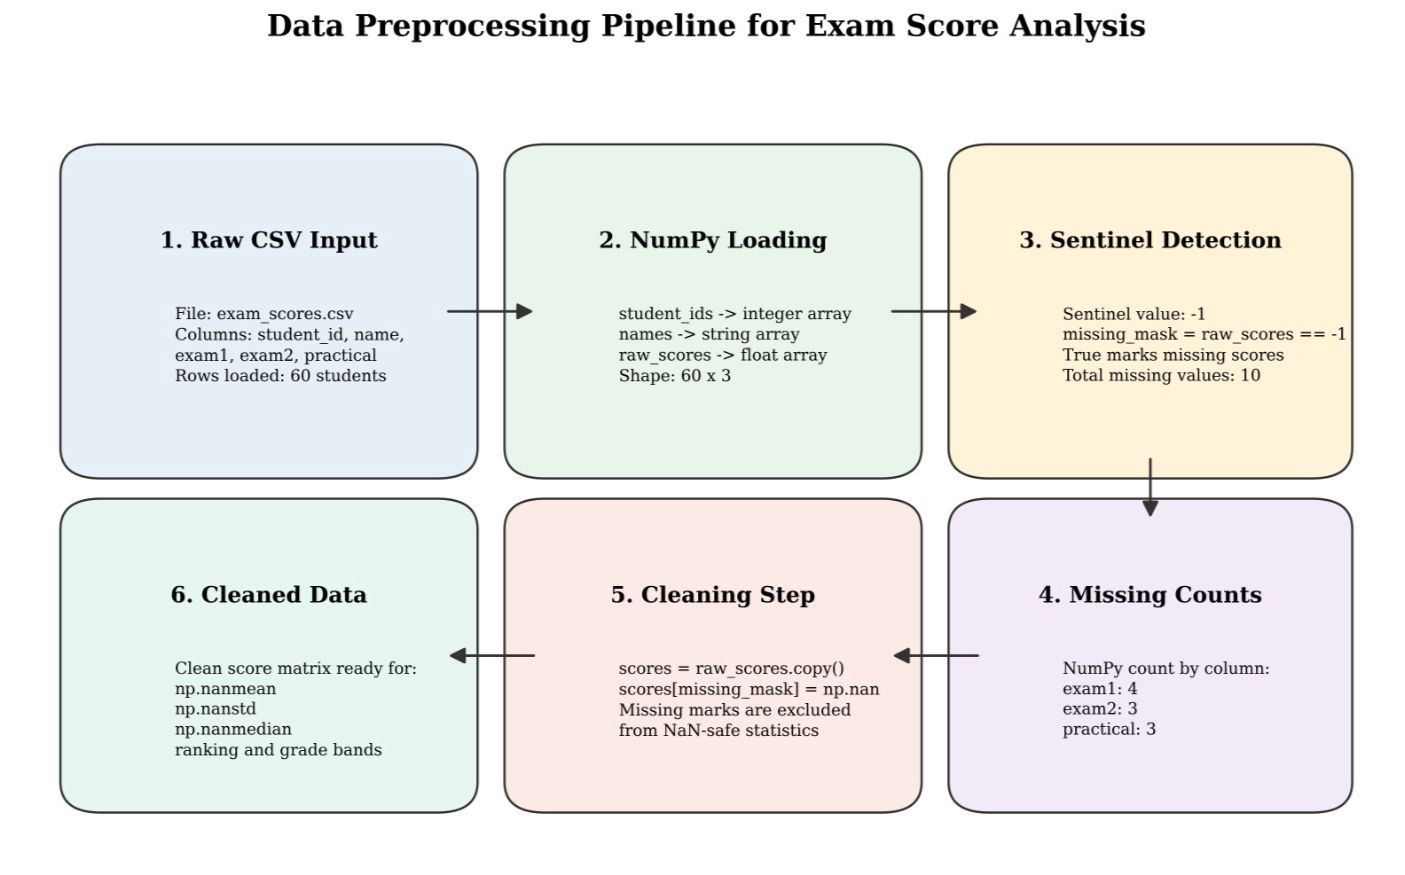 Data Preprocessing Pipeline for Exam Score Analysis
1. Raw CSV Input
File: exam_scores.csv
Columns: student_id, name,
exam1, exam2, practical
Rows loaded: 60 students
2. NumPy Loading
student_ids -> integer array
names -> string array
raw_scores -> float array
Shape: 60 x 3
3. Sentinel Detection
Sentinel value: -1
missing_mask = raw_scores == -1
True marks missing scores
Total missing values: 10
4. Missing Counts
NumPy count by column:
exam1: 4
exam2: 3
practical: 3
5. Cleaning Step
scores = raw_scores.copy()
scores[missing_mask] = np.nan
Missing marks are excluded
from NaN-safe statistics
6. Cleaned Data
Clean score matrix ready for:
np.nanmean
np.nanstd
np.nanmedian
ranking and grade bands